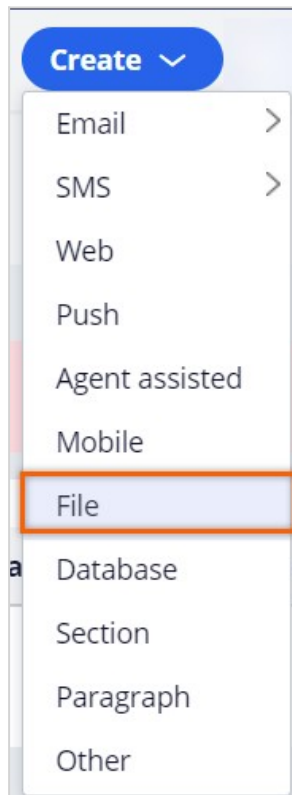 Create
Email
SMS
Web
Push
Agent assisted
Mobile
File
a
Database
Section
Paragraph
Other